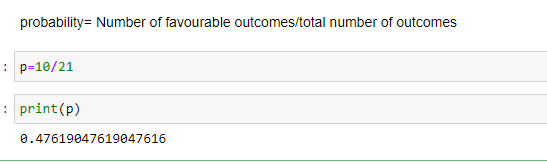 probability= Number of favourable outcomes/total number of outcomes
: p=10/21
: print(p)
0.47619047619047616